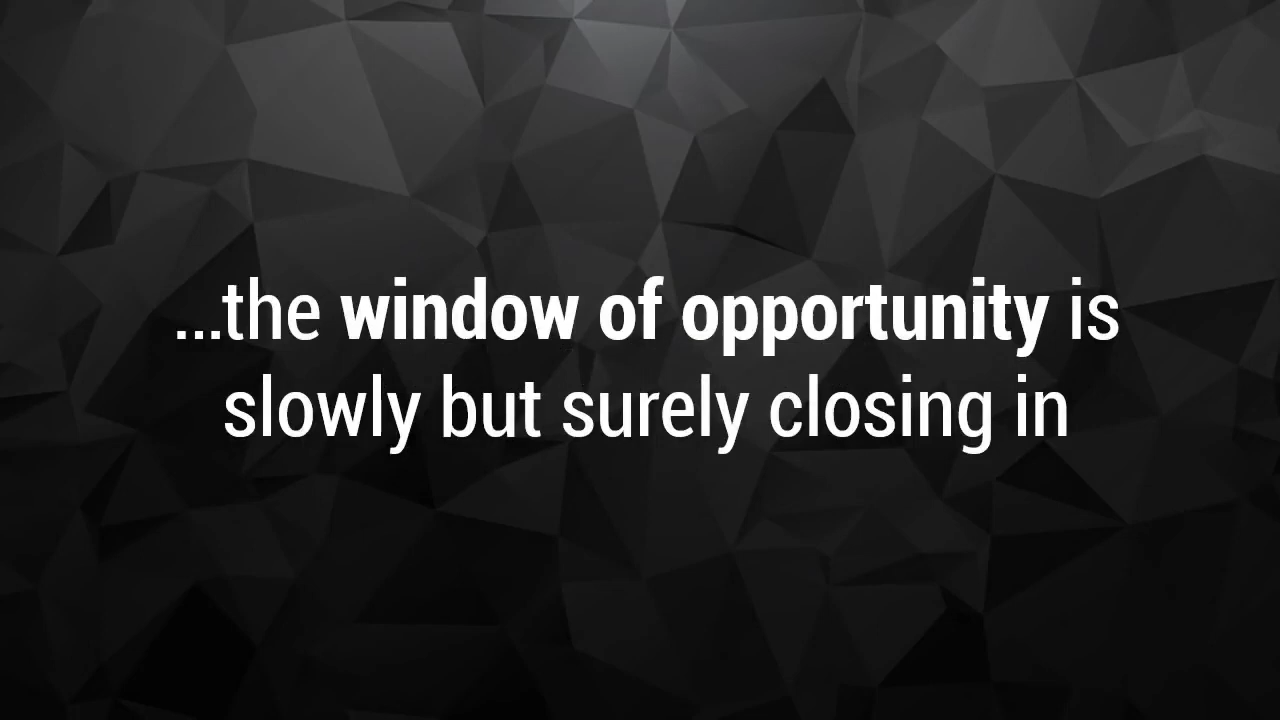 ...the window of opportunity is
slowly but surely closing in